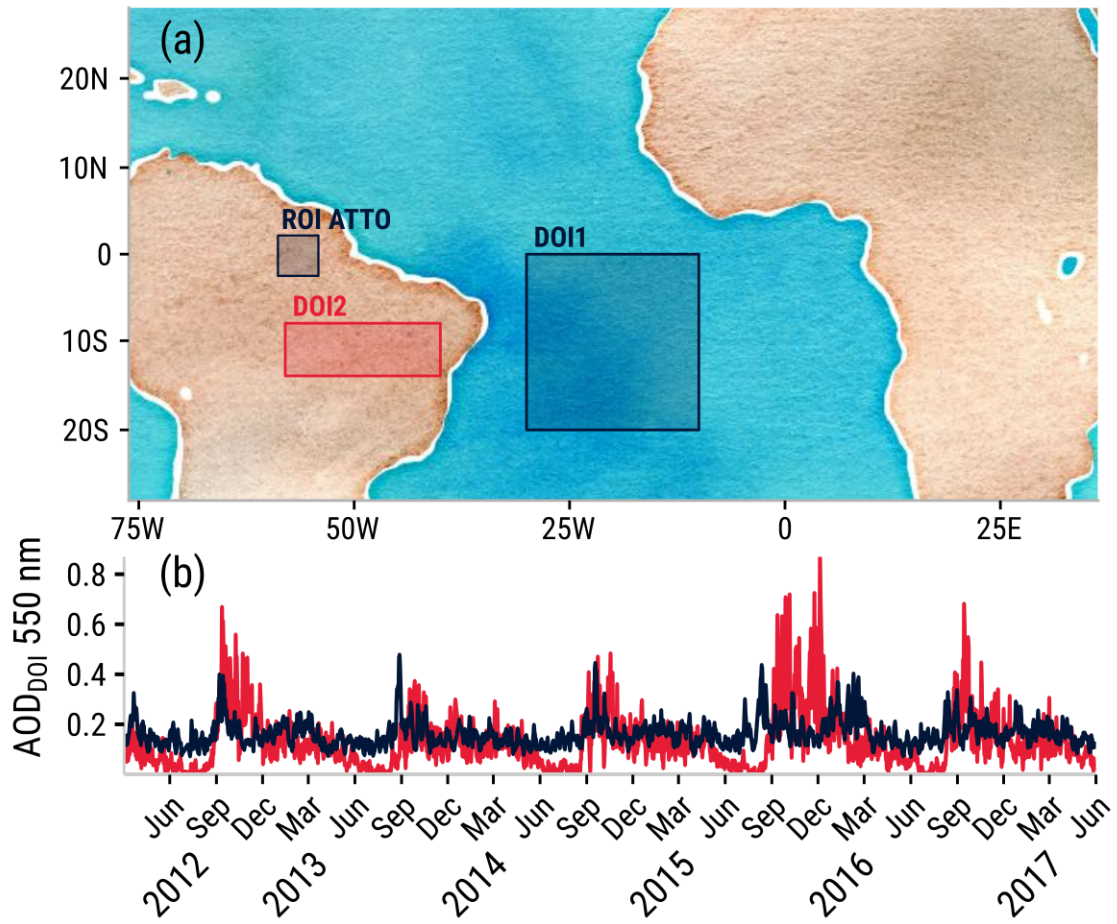 (a)
20N
10N
0
10S
20S
ROI ATTO
DOI1
DOI2
75W 50W 25W 0 25E
(b)
AOD_DOI 550 nm
0.8
0.6
0.4
0.2
Jun Sep Dec Mar Jun Sep Dec Mar Jun Sep Dec Mar Jun Sep Dec Mar Jun Sep Dec Mar Jun
2012 2013 2014 2015 2016 2017